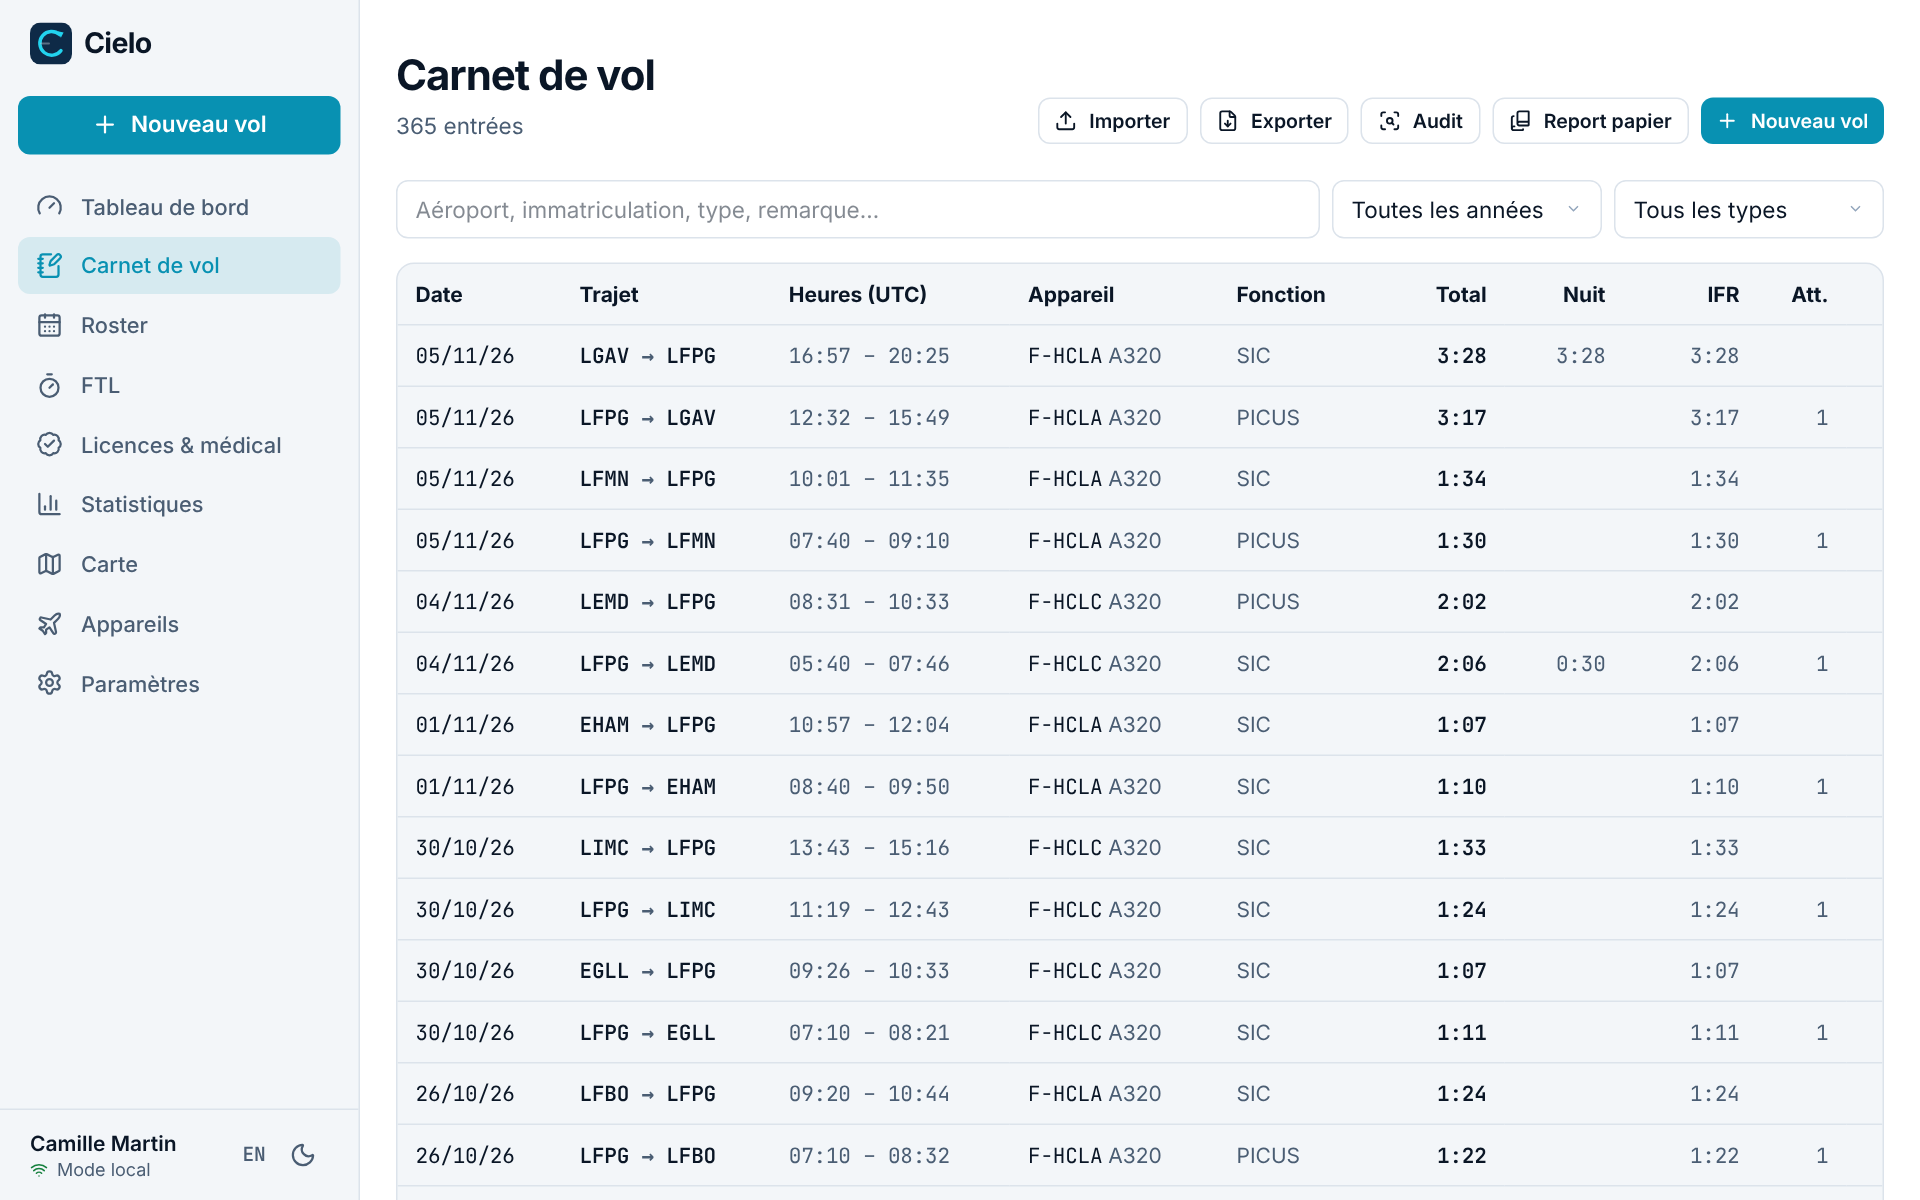 Cielo
Nouveau vol
Tableau de bord
Carnet de vol
Roster
FTL
Licences & médical
Statistiques
Carte
Appareils
Paramètres
Camille Martin
Mode local
EN
Carnet de vol
365 entrées
Importer
Exporter
Audit
Report papier
Nouveau vol
Aéroport, immatriculation, type, remarque...
Toutes les années
Tous les types
Date Trajet Heures (UTC) Appareil Fonction Total Nuit IFR Att.
05/11/26 LGAV → LFPG 16:57 – 20:25 F-HCLA A320 SIC 3:28 3:28 3:28
05/11/26 LFPG → LGAV 12:32 – 15:49 F-HCLA A320 PICUS 3:17 3:17 1
05/11/26 LFMN → LFPG 10:01 – 11:35 F-HCLA A320 SIC 1:34 1:34
05/11/26 LFPG → LFMN 07:40 – 09:10 F-HCLA A320 PICUS 1:30 1:30 1
04/11/26 LEMD → LFPG 08:31 – 10:33 F-HCLC A320 PICUS 2:02 2:02
04/11/26 LFPG → LEMD 05:40 – 07:46 F-HCLC A320 SIC 2:06 0:30 2:06 1
01/11/26 EHAM → LFPG 10:57 – 12:04 F-HCLA A320 SIC 1:07 1:07
01/11/26 LFPG → EHAM 08:40 – 09:50 F-HCLA A320 SIC 1:10 1:10 1
30/10/26 LIMC → LFPG 13:43 – 15:16 F-HCLC A320 SIC 1:33 1:33
30/10/26 LFPG → LIMC 11:19 – 12:43 F-HCLC A320 SIC 1:24 1:24 1
30/10/26 EGLL → LFPG 09:26 – 10:33 F-HCLC A320 SIC 1:07 1:07
30/10/26 LFPG → EGLL 07:10 – 08:21 F-HCLC A320 SIC 1:11 1:11 1
26/10/26 LFBO → LFPG 09:20 – 10:44 F-HCLA A320 SIC 1:24 1:24
26/10/26 LFPG → LFBO 07:10 – 08:32 F-HCLA A320 PICUS 1:22 1:22 1